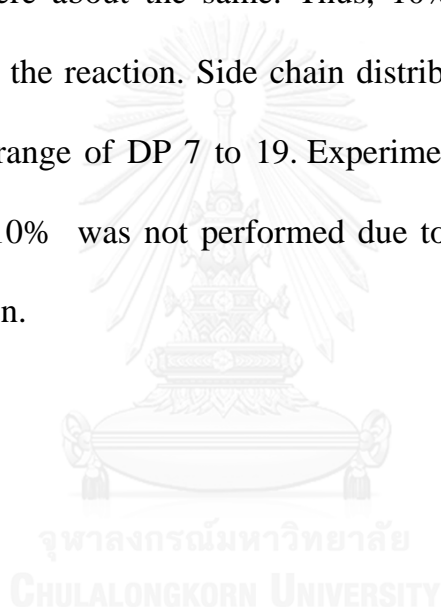 ere about the same. Thus, 10%
the reaction. Side chain distrib
range of DP 7 to 19. Experime
10% was not performed due to
n.
จุฬาลงกรณ์มหาวิทยาลัย
CHULALONGKORN UNIVERSITY